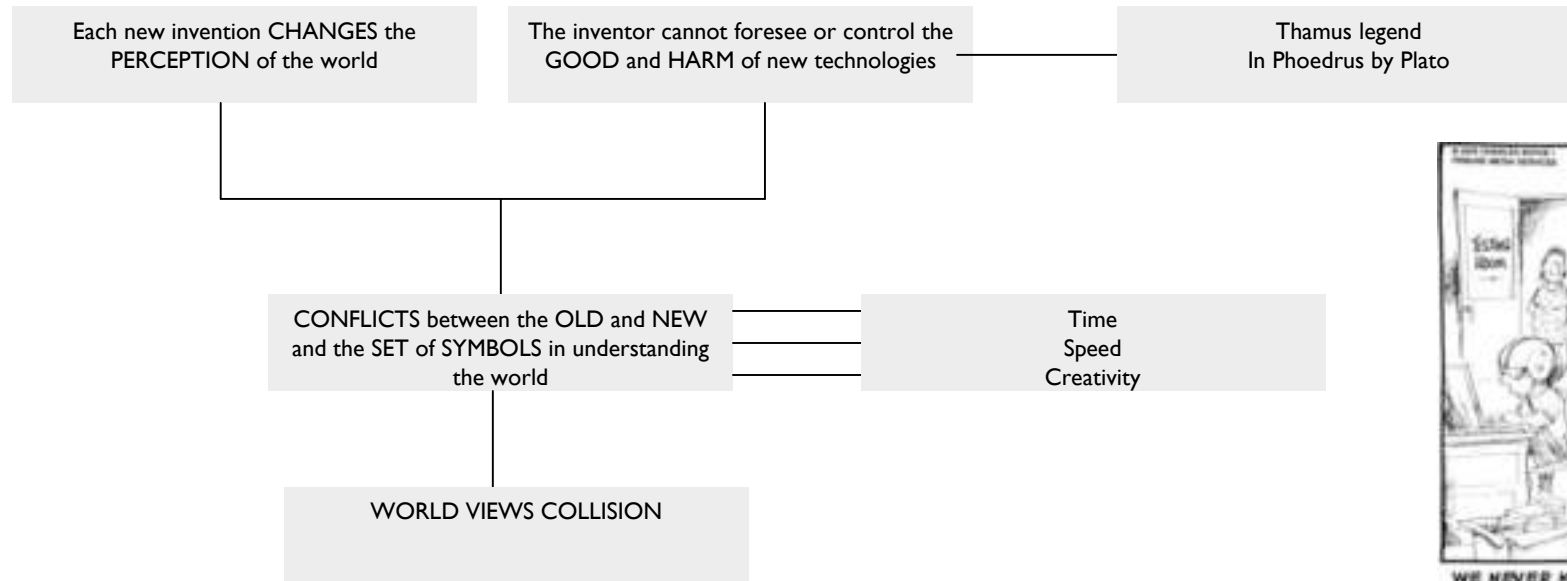 Each new invention CHANGES the
PERCEPTION of the world
The inventor cannot foresee or control the
GOOD and HARM of new technologies
Thamus legend
In Phoedrus by Plato
CONFLICTS between the OLD and NEW
and the SET of SYMBOLS in understanding
the world
Time
Speed
Creativity
WORLD VIEWS COLLISION
WE NEVER